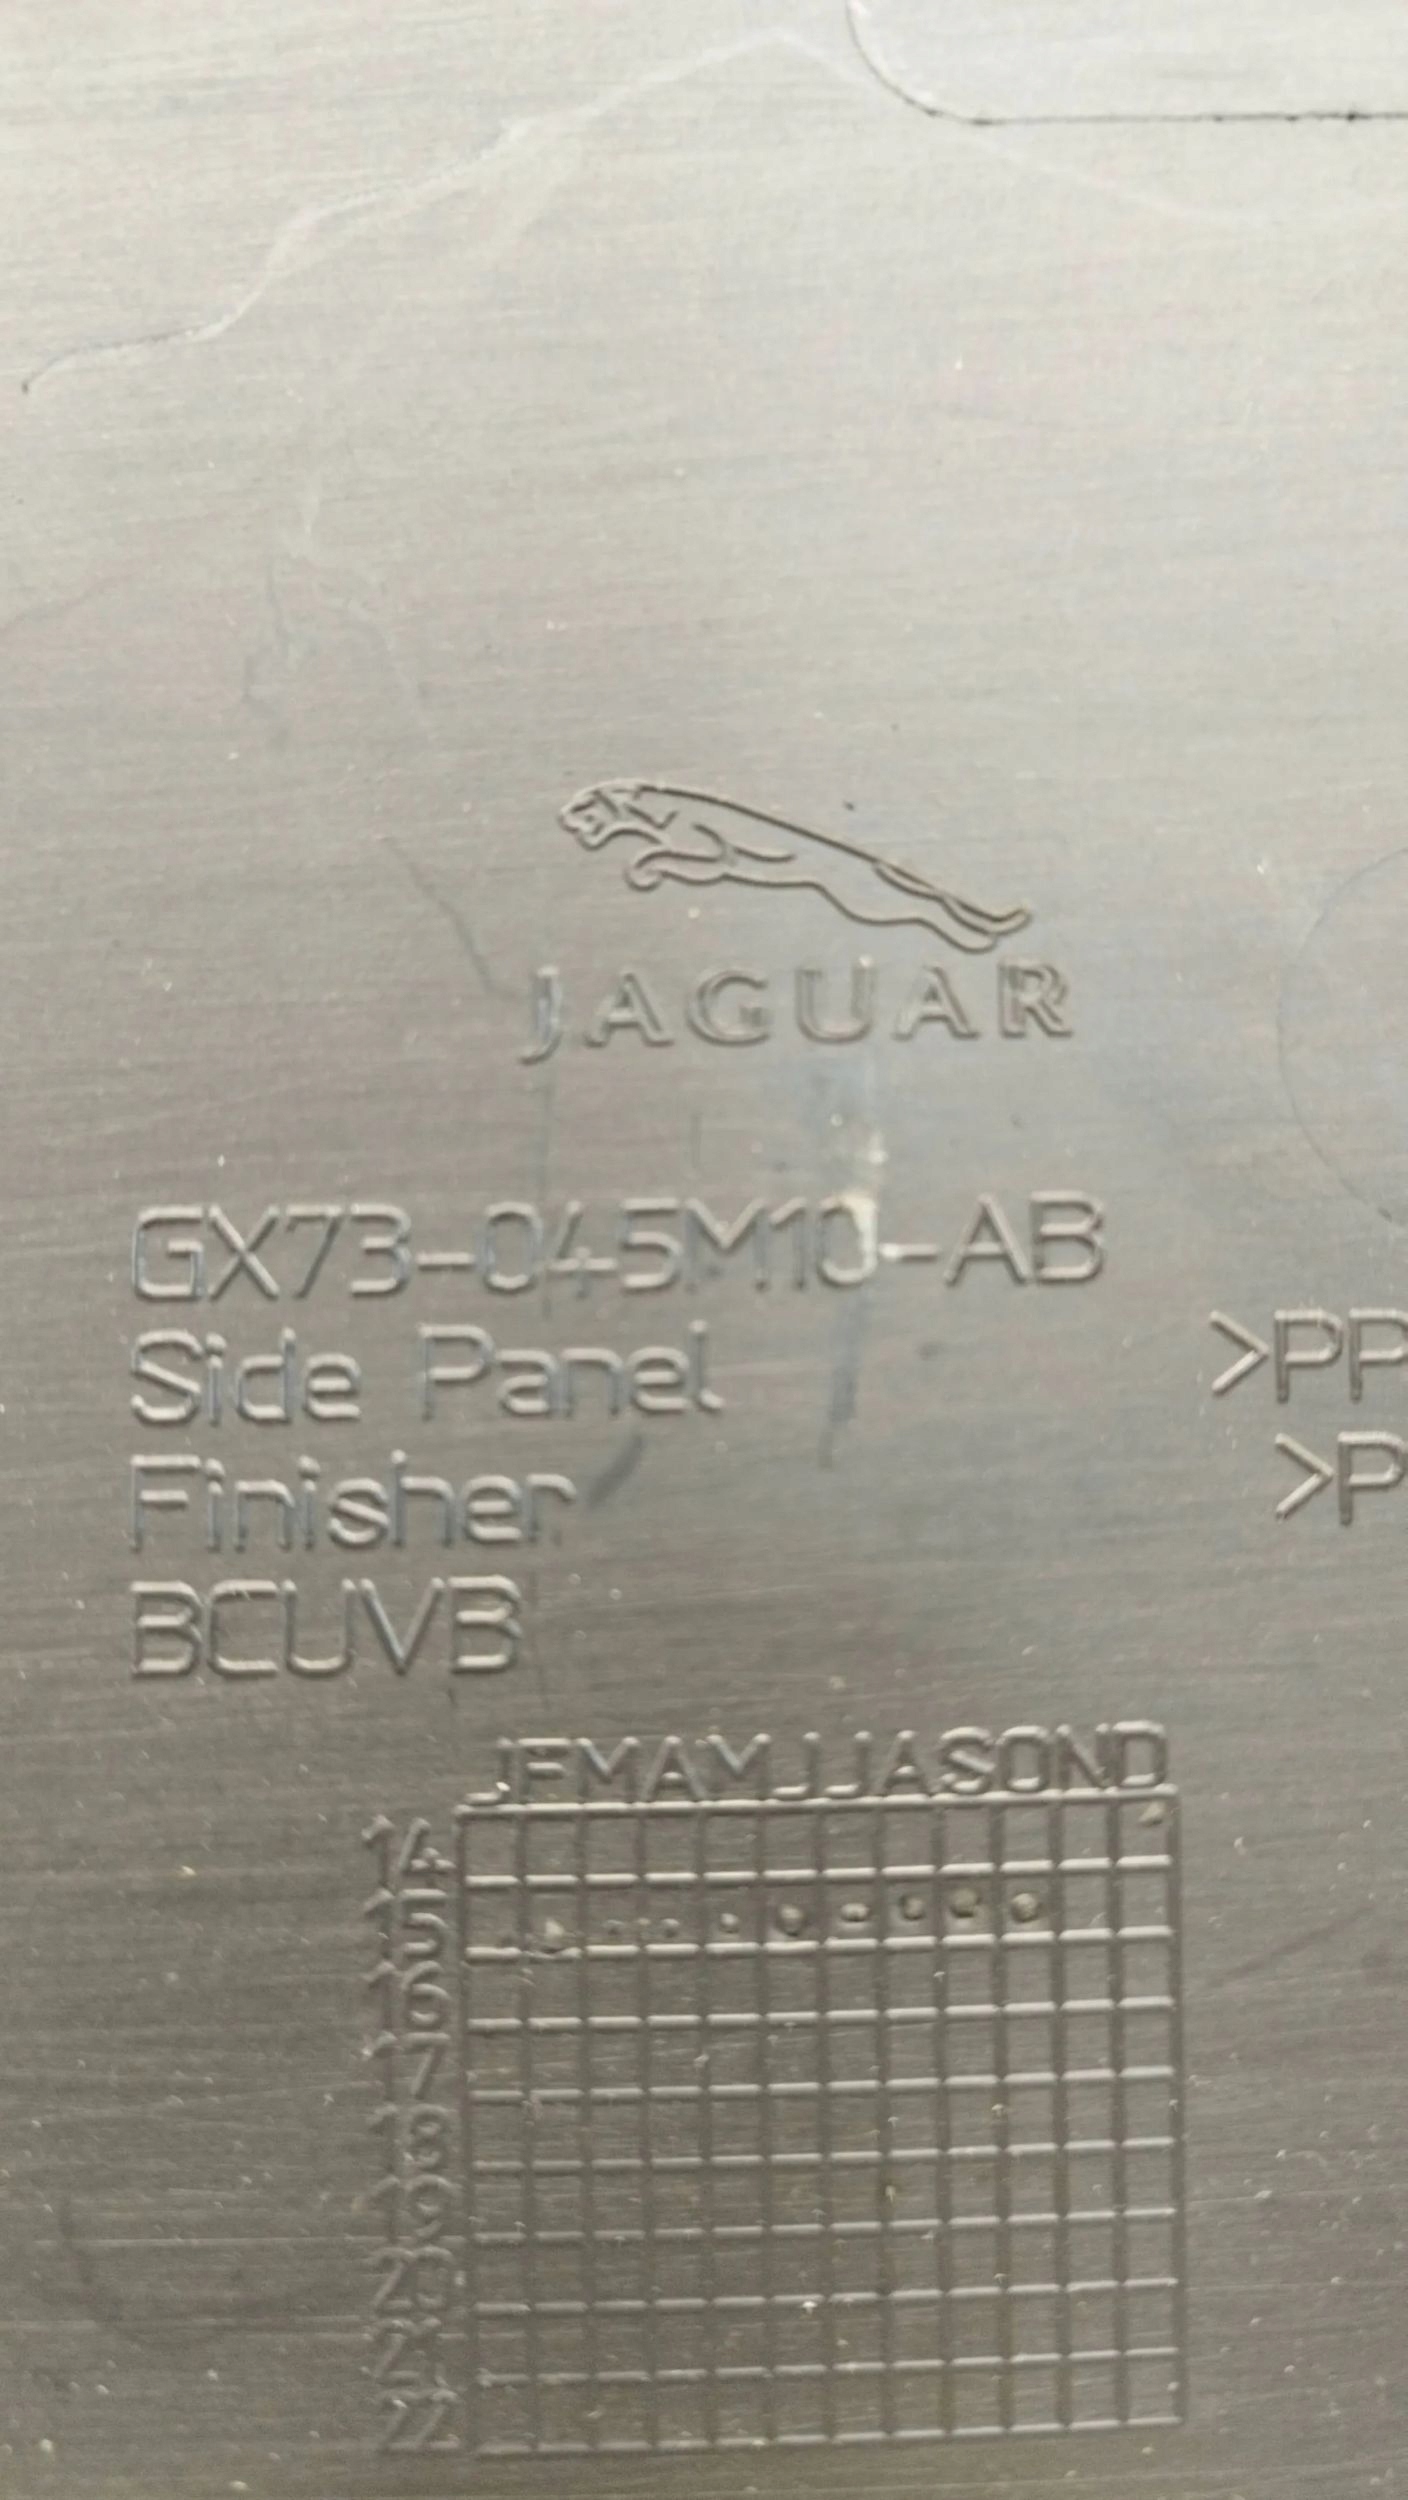 JAGUAR
GX73-045M10-AB
Side Panel
Finisher
BCUVB
>PP
>P
JFMAMJJASOND
14
15
16
17
18
19
20
21
22